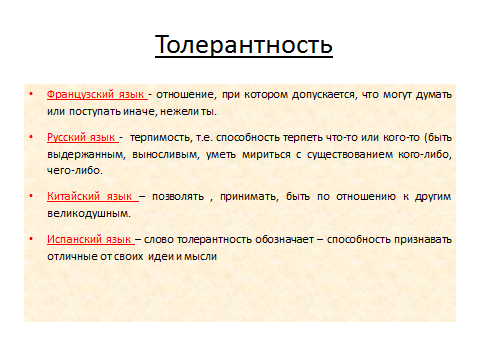 Толерантность
• Французский язык - отношение, при котором допускается, что могут думать
или поступать иначе, нежели ты.
• Русский язык - терпимость, т.е. способность терпеть что-то или кого-то (быть
выдержанным, выносливым, уметь мириться с существованием кого-либо,
чего-либо.
• Китайский язык – позволять , принимать, быть по отношению к другим
великодушным.
• Испанский язык – слово толерантность обозначает – способность признавать
отличные от своих идеи и мысли